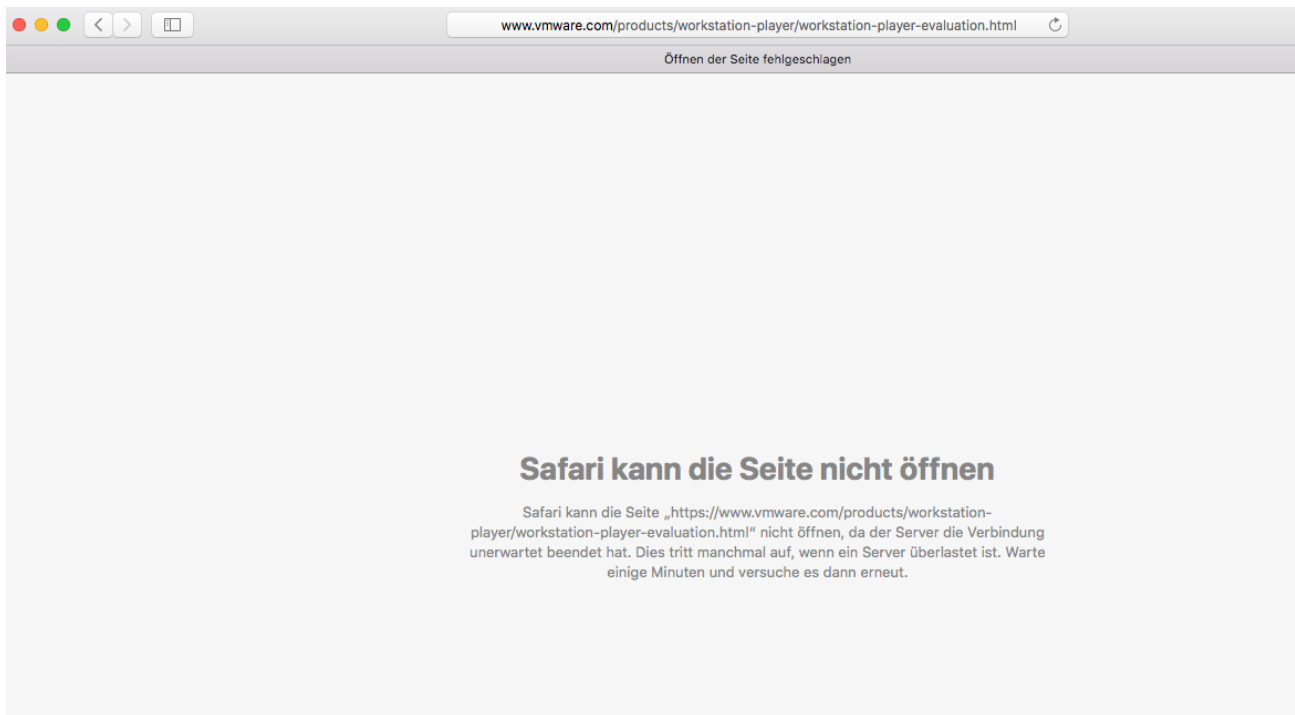 www.vmware.com/products/workstation-player/workstation-player-evaluation.html
Öffnen der Seite fehlgeschlagen
Safari kann die Seite nicht öffnen
Safari kann die Seite „https://www.vmware.com/products/workstation-
player/workstation-player-evaluation.html“ nicht öffnen, da der Server die Verbindung
unerwartet beendet hat. Dies tritt manchmal auf, wenn ein Server überlastet ist. Warte
einige Minuten und versuche es dann erneut.